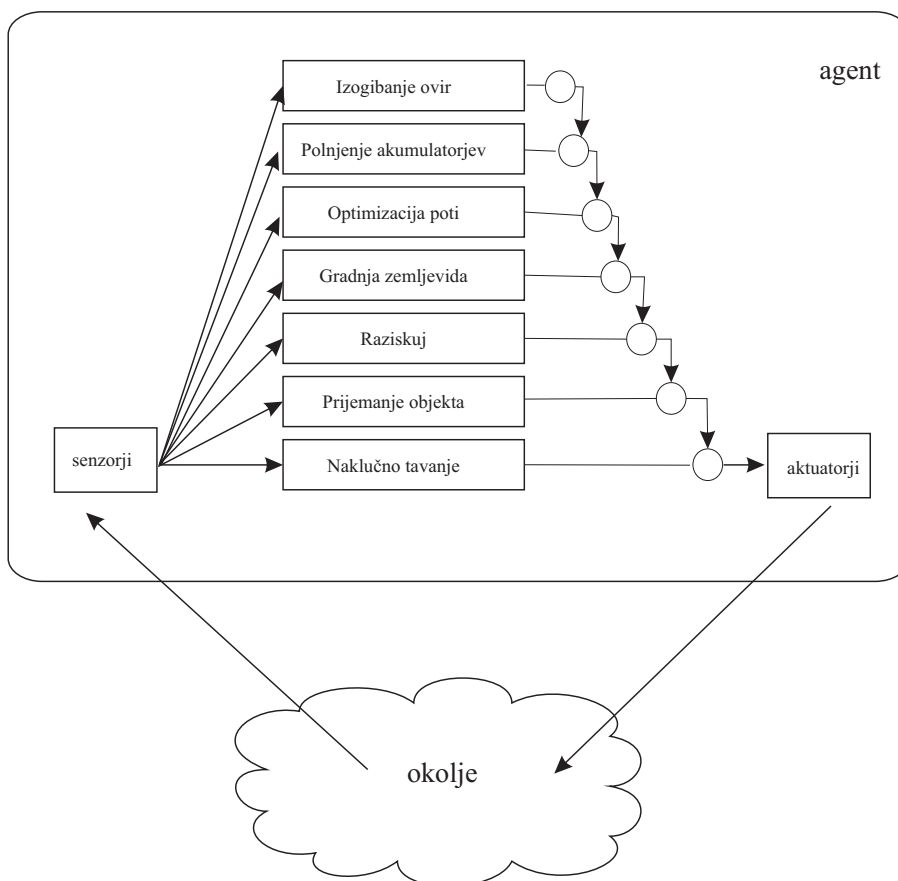 agent
Izogibanje ovir
Polnjenje akumulatorjev
Optimizacija poti
Gradnja zemljevida
Raziskuj
Prijemanje objekta
senzorji
Naklučno tavanje
aktuatorji
okolje